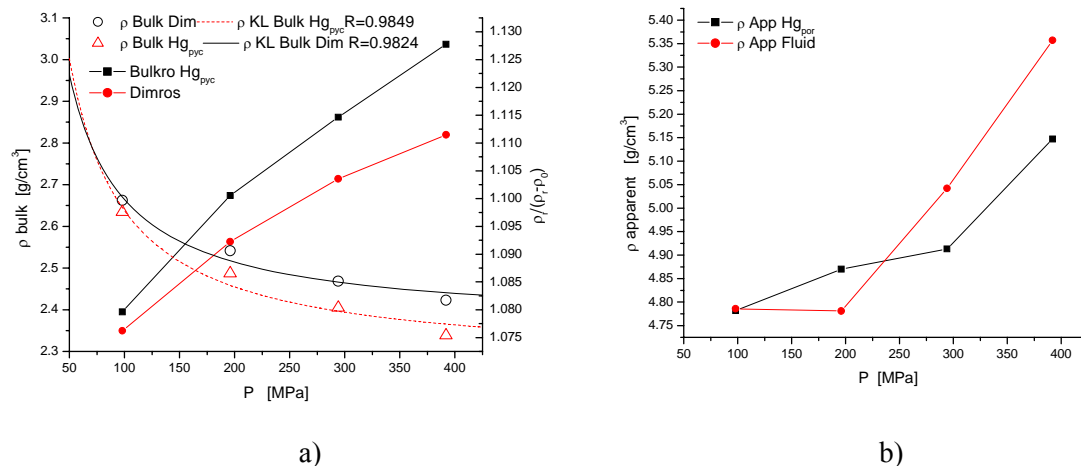 ρ Bulk Dim
ρ KL Bulk Hgpyc R=0.9849
ρ Bulk Hgpyc
ρ KL Bulk Dim R=0.9824
Bulkro Hgpyc
Dimros
3.1
3.0
2.9
2.8
2.7
2.6
2.5
2.4
2.3
ρ bulk [g/cm³]
50 100 150 200 250 300 350 400
P [MPa]
1.130
1.125
1.120
1.115
1.110
1.105
1.100
1.095
1.090
1.085
1.080
1.075
ρr/(ρr-ρ0)
a)
ρ App Hgpor
ρ App Fluid
5.40
5.35
5.30
5.25
5.20
5.15
5.10
5.05
5.00
4.95
4.90
4.85
4.80
4.75
ρ apparent [g/cm³]
50 100 150 200 250 300 350 400
P [MPa]
b)